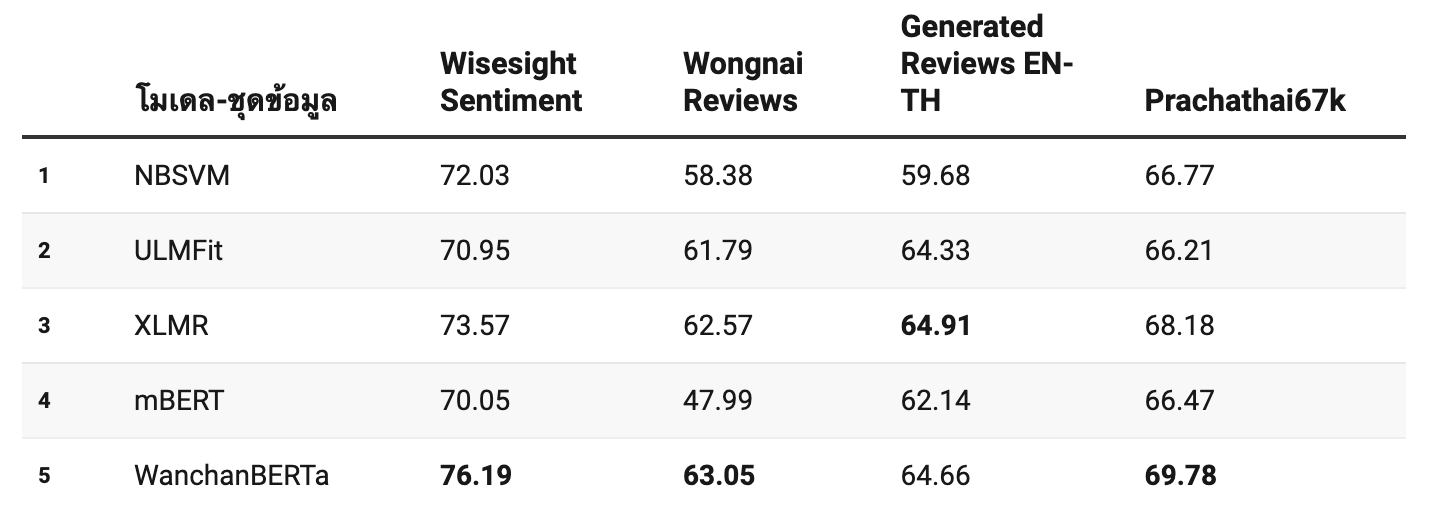 โมเดล-ชุดข้อมูล Wisesight Sentiment Wongnai Reviews Generated Reviews EN-TH Prachathai67k
1 NBSVM 72.03 58.38 59.68 66.77
2 ULMFit 70.95 61.79 64.33 66.21
3 XLMR 73.57 62.57 64.91 68.18
4 mBERT 70.05 47.99 62.14 66.47
5 WanchanBERTa 76.19 63.05 64.66 69.78